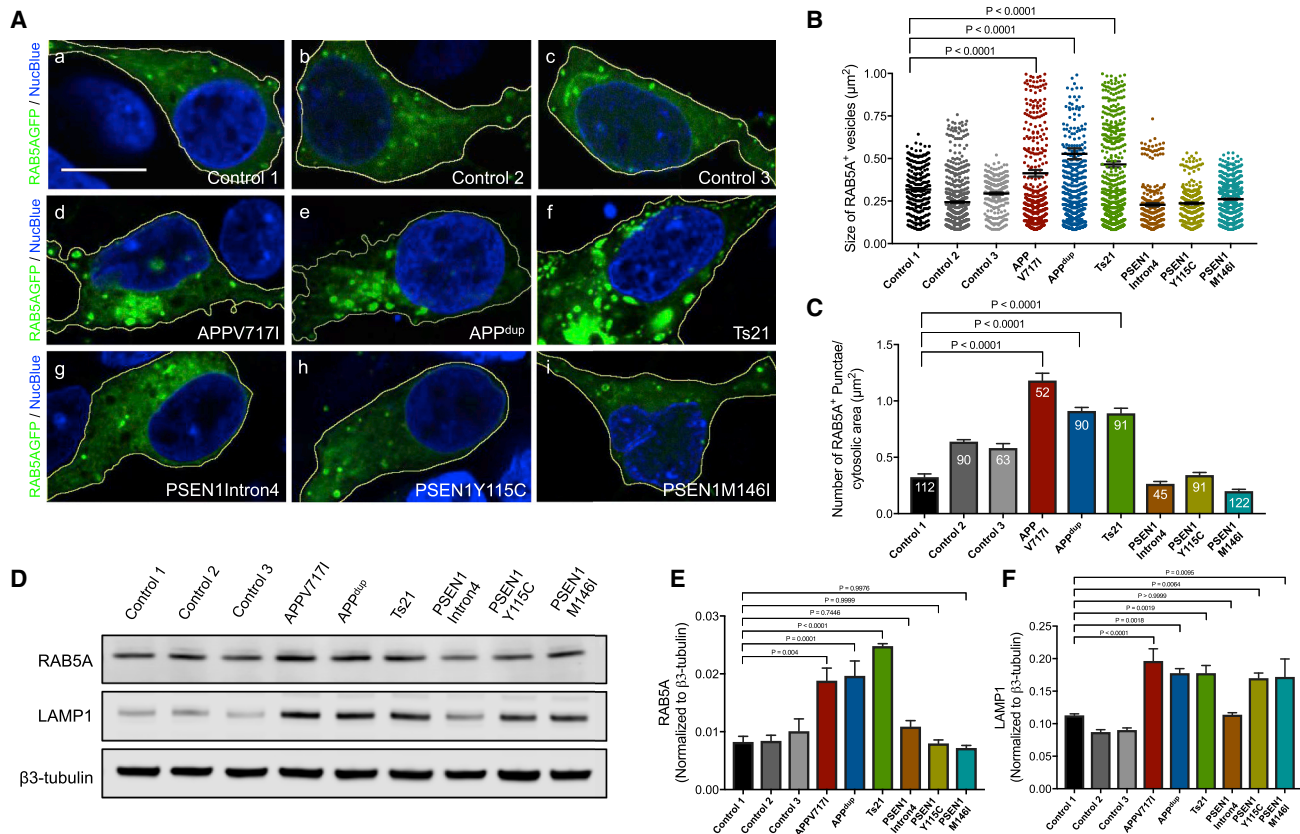 A
RAB5AGFP / NucBlue
a
Control 1
b
Control 2
c
Control 3
RAB5AGFP / NucBlue
d
APPV717I
e
APPdup
f
Ts21
RAB5AGFP / NucBlue
g
PSEN1Intron4
h
PSEN1Y115C
i
PSEN1M146I
B
P < 0.0001
P < 0.0001
P < 0.0001
Size of RAB5A+ vesicles (µm2)
1.00
0.75
0.50
0.25
0.00
Control 1
Control 2
Control 3
APP
V717I
APPdup
Ts21
PSEN1
Intron4
PSEN1
Y115C
PSEN1
M146I
C
P < 0.0001
P < 0.0001
P < 0.0001
Number of RAB5A+ Punctae/
cytosolic area (µm2)
1.5
1.0
0.5
0.0
112
90
63
52
90
91
45
91
122
Control 1
Control 2
Control 3
APP
V717I
APPdup
Ts21
PSEN1
Intron4
PSEN1
Y115C
PSEN1
M146I
D
Control 1
Control 2
Control 3
APPV717I
APPdup
Ts21
PSEN1
Intron4
PSEN1
Y115C
PSEN1
M146I
RAB5A
LAMP1
β3-tubulin
E
P = 0.9976
P = 0.9999
P = 0.7446
P < 0.0001
P = 0.0001
P = 0.004
RAB5A
(Normalized to β3-tubulin)
0.03
0.02
0.01
0.00
Control 1
Control 2
Control 3
APPV717I
APPdup
Ts21
PSEN1
Intron4
PSEN1
Y115C
PSEN1
M146I
F
P = 0.0095
P = 0.0064
P > 0.9999
P = 0.0019
P = 0.0018
P < 0.0001
LAMP1
(Normalized to β3-tubulin)
0.25
0.20
0.15
0.10
0.05
0.00
Control 1
Control 2
Control 3
APPV717I
APPdup
Ts21
PSEN1
Intron4
PSEN1
Y115C
PSEN1
M146I